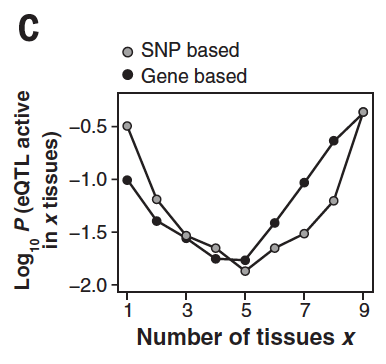 C
SNP based
Gene based
Log10 P (eQTL active
in x tissues)
−0.5
−1.0
−1.5
−2.0
1 3 5 7 9
Number of tissues x